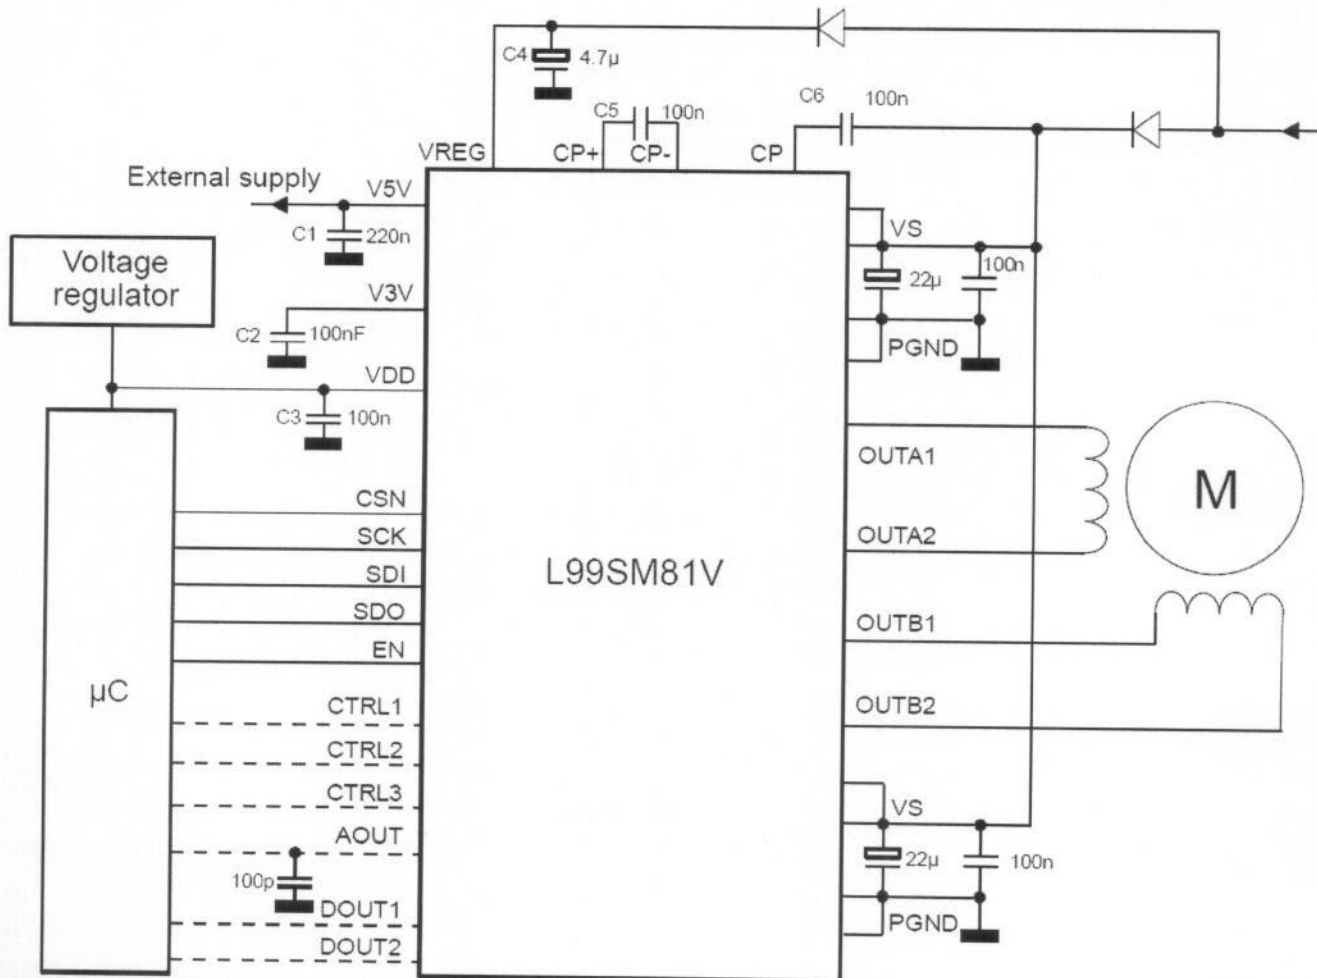 C4 4.7µ
C5 100n
C6 100n
VREG CP+ CP- CP
External supply V5V
C1 220n
Voltage
regulator
V3V
C2 100nF
VDD
C3 100n
VS
22µ 100n
PGND
CSN
SCK
SDI
SDO
EN
µC
CTRL1
CTRL2
CTRL3
AOUT
100p
DOUT1
DOUT2
L99SM81V
OUTA1
M
OUTA2
OUTB1
OUTB2
VS
22µ 100n
PGND